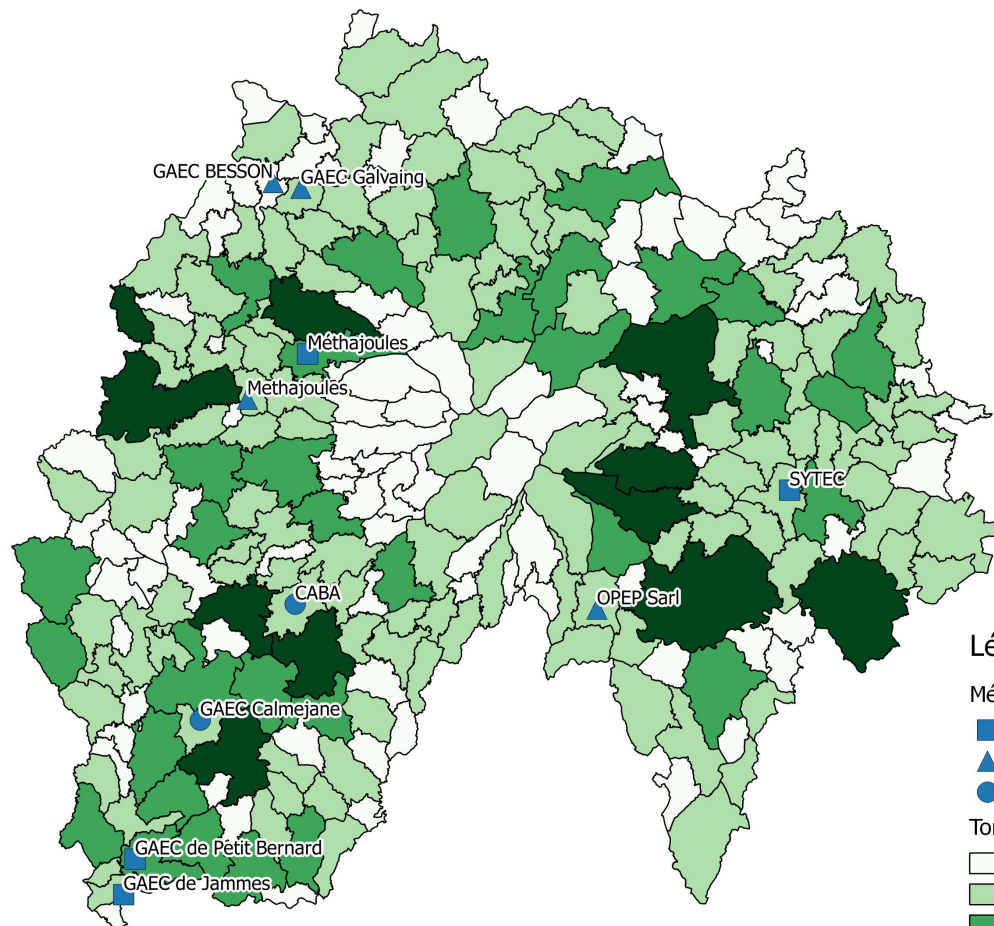 GAEC BESSON
GAEC Galvaing
Méthajoules
Methajoules
SYTEC
CABA
OPEP Sarl
GAEC Calmejane
GAEC de Petit Bernard
GAEC de Jammes